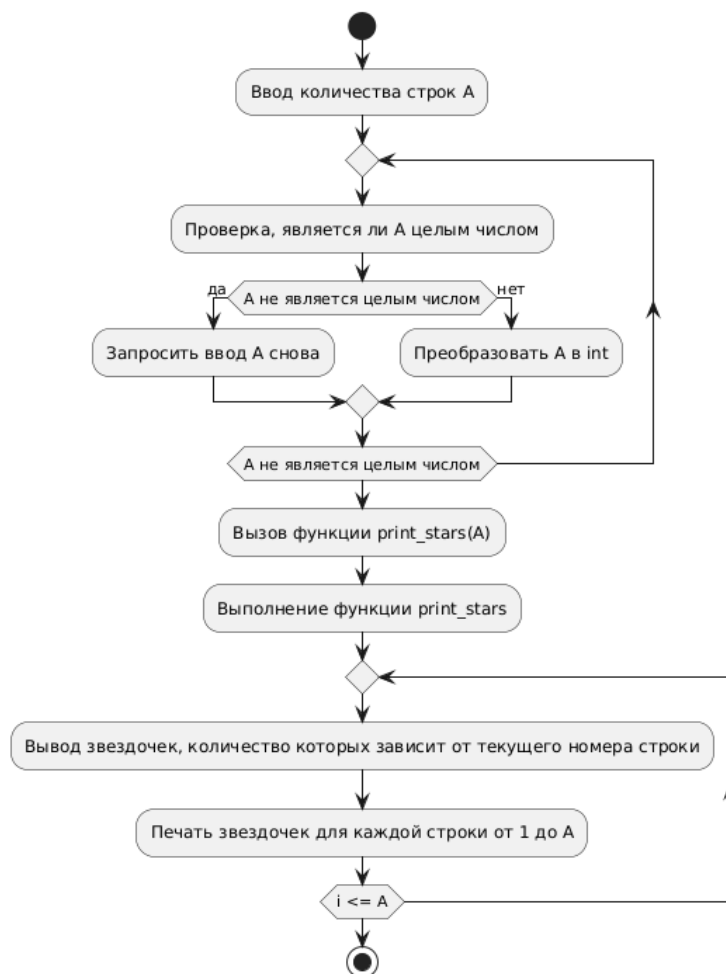 Ввод количества строк A
Проверка, является ли A целым числом
да
A не является целым числом
нет
Запросить ввод A снова
Преобразовать A в int
A не является целым числом
Вызов функции print_stars(A)
Выполнение функции print_stars
Вывод звездочек, количество которых зависит от текущего номера строки
Печать звездочек для каждой строки от 1 до A
i <= A